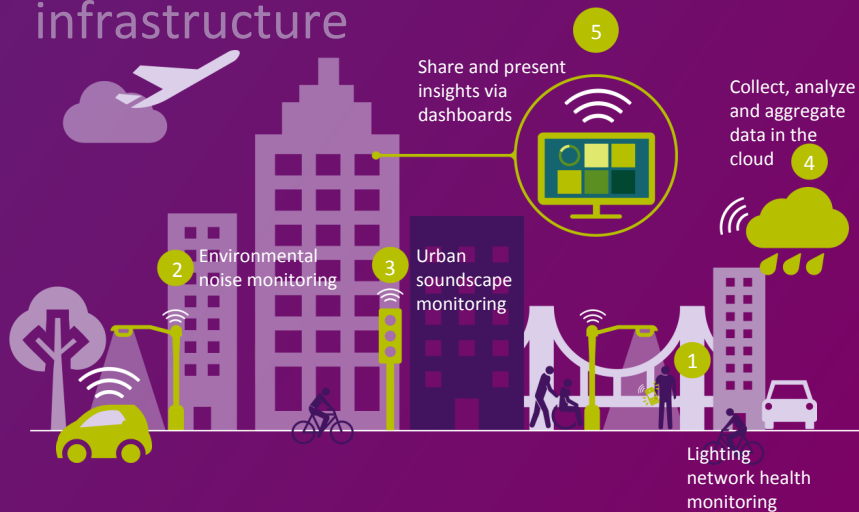 infrastructure
5
Share and present
insights via
dashboards
Collect, analyze
and aggregate
data in the
cloud
4
2
Environmental
noise monitoring
3
Urban
soundscape
monitoring
1
Lighting
network health
monitoring